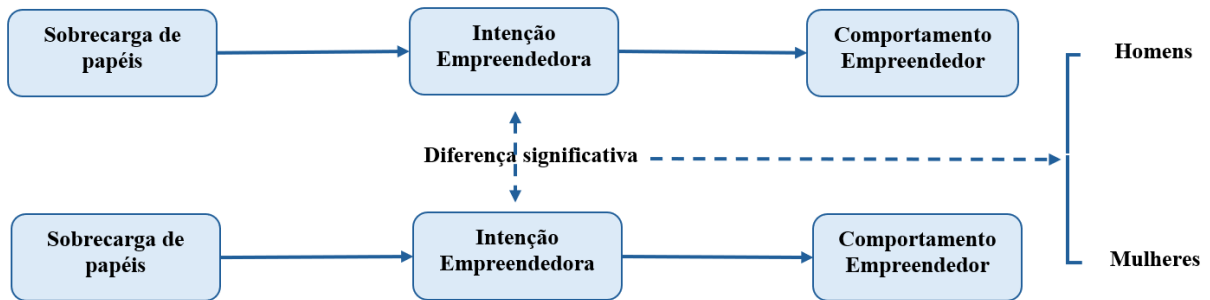 Sobrecarga de
papéis
Intenção
Empreendedora
Comportamento
Empreendedor
Homens
Diferença significativa
Sobrecarga de
papéis
Intenção
Empreendedora
Comportamento
Empreendedor
Mulheres